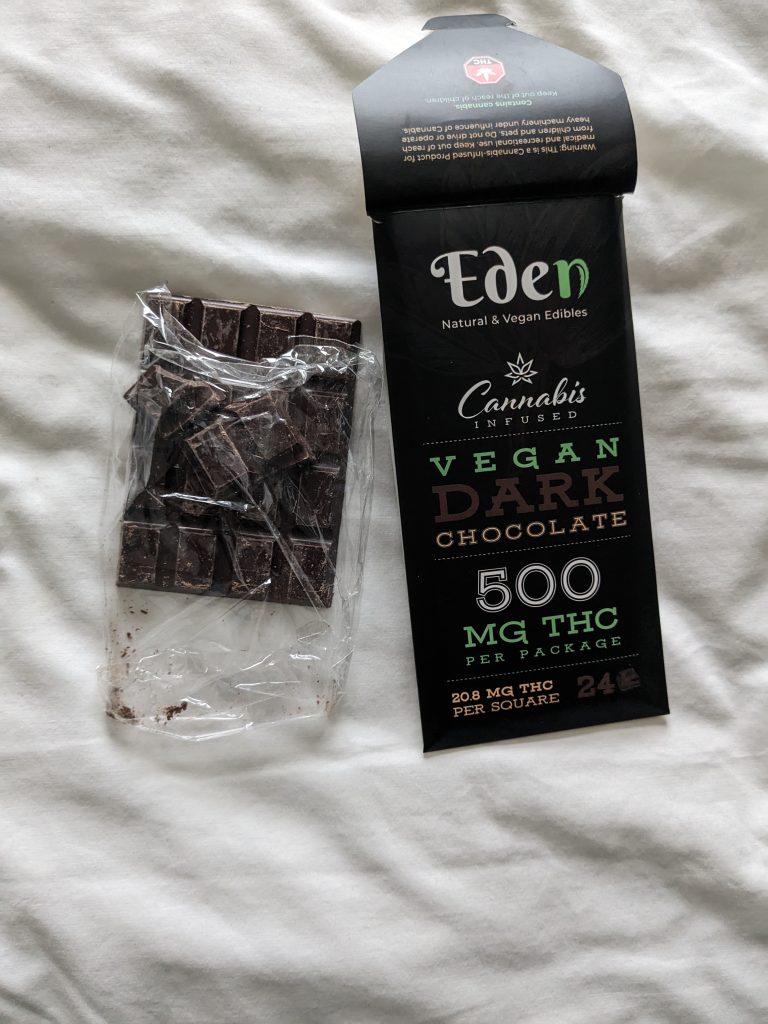 THC
Contains cannabis.
Keep out of the reach of children.
Warning: This is a Cannabis-Infused Product for
medical and recreational use. Keep out of reach
from children and pets. Do not drive or operate
heavy machinery under influence of Cannabis.
Eden
Natural & Vegan Edibles
Cannabis
INFUSED
VEGAN
DARK
CHOCOLATE
500
MG THC
PER PACKAGE
20.8 MG THC
PER SQUARE
24